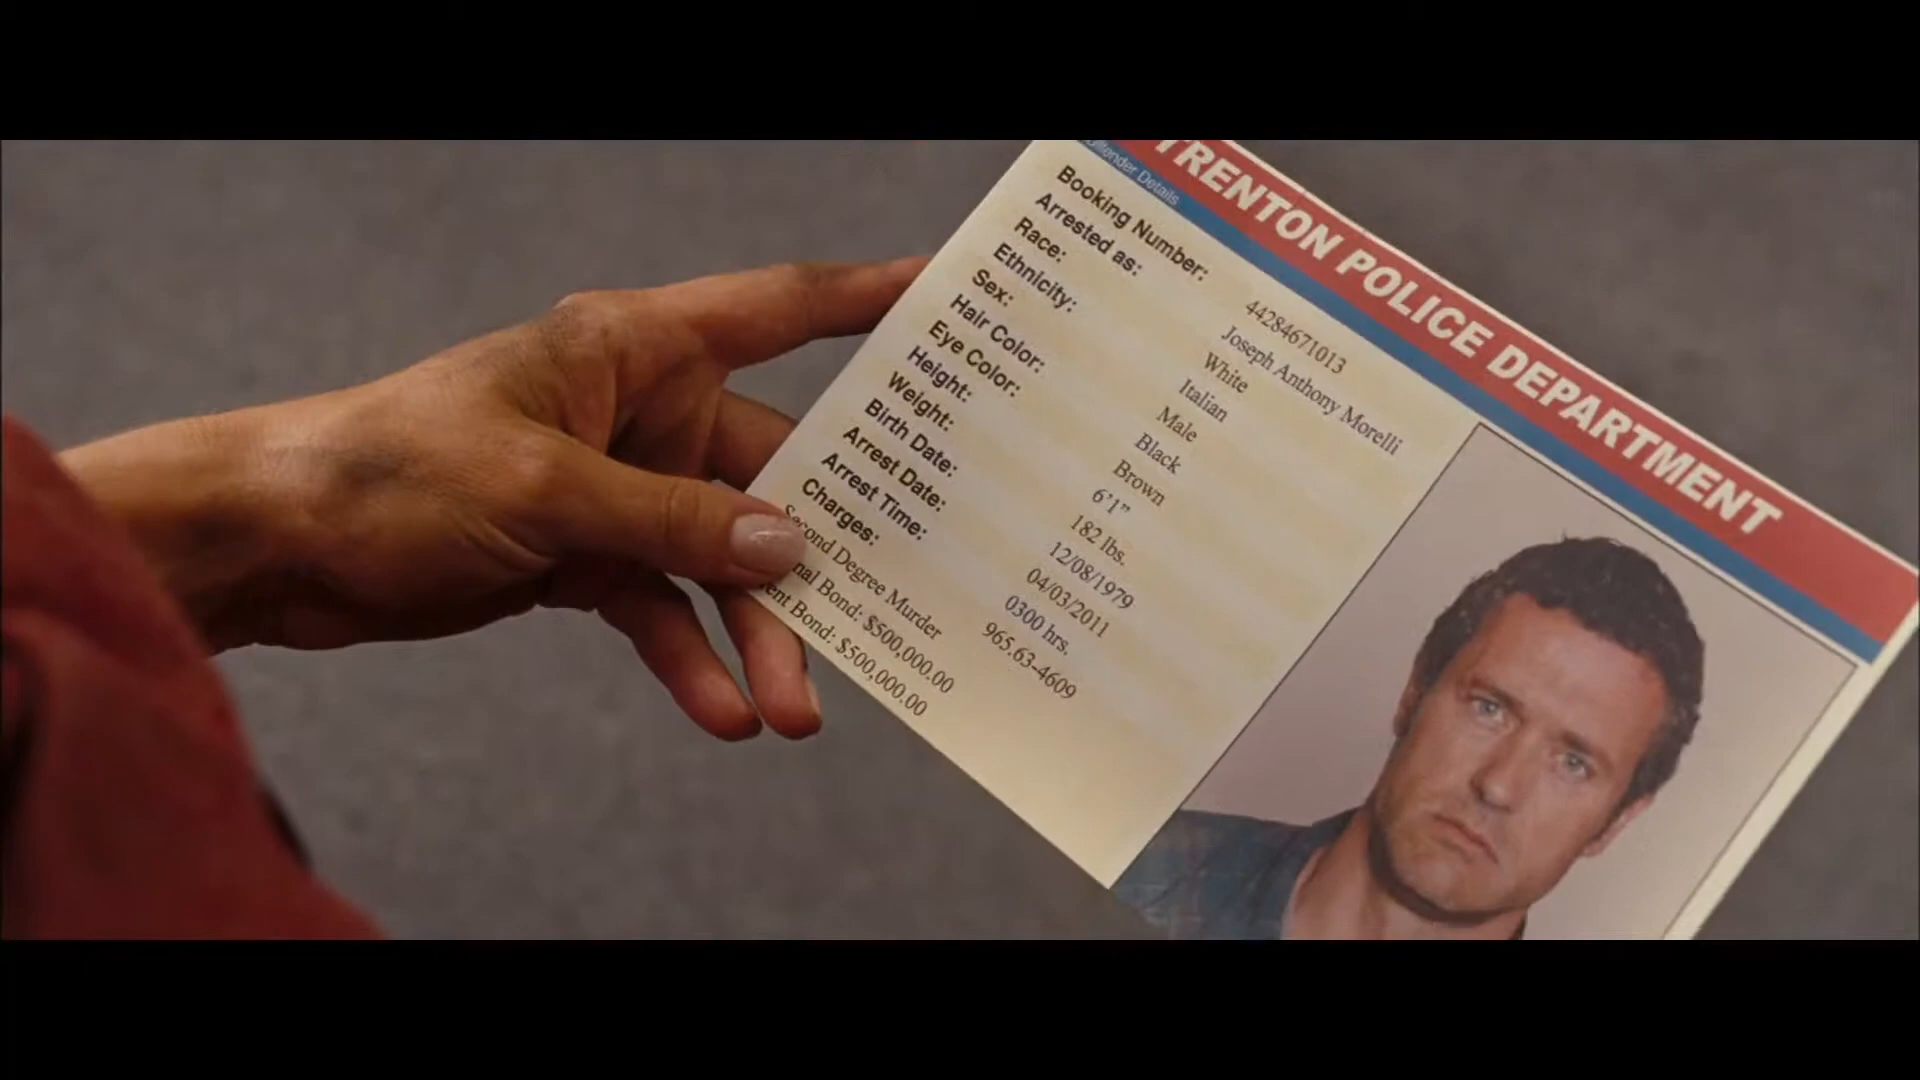 TRENTON POLICE DEPARTMENT
Offender Details
Booking Number: 44284671013
Arrested as: Joseph Anthony Morelli
Race: White
Ethnicity: Italian
Sex: Male
Hair Color: Black
Eye Color: Brown
Height: 6'1"
Weight: 182 lbs.
Birth Date: 12/08/1979
Arrest Date: 04/03/2011
Arrest Time: 0300 hrs.
Charges: 965.63-4609
Second Degree Murder
Bond: $500,000.00
Bond: $500,000.00